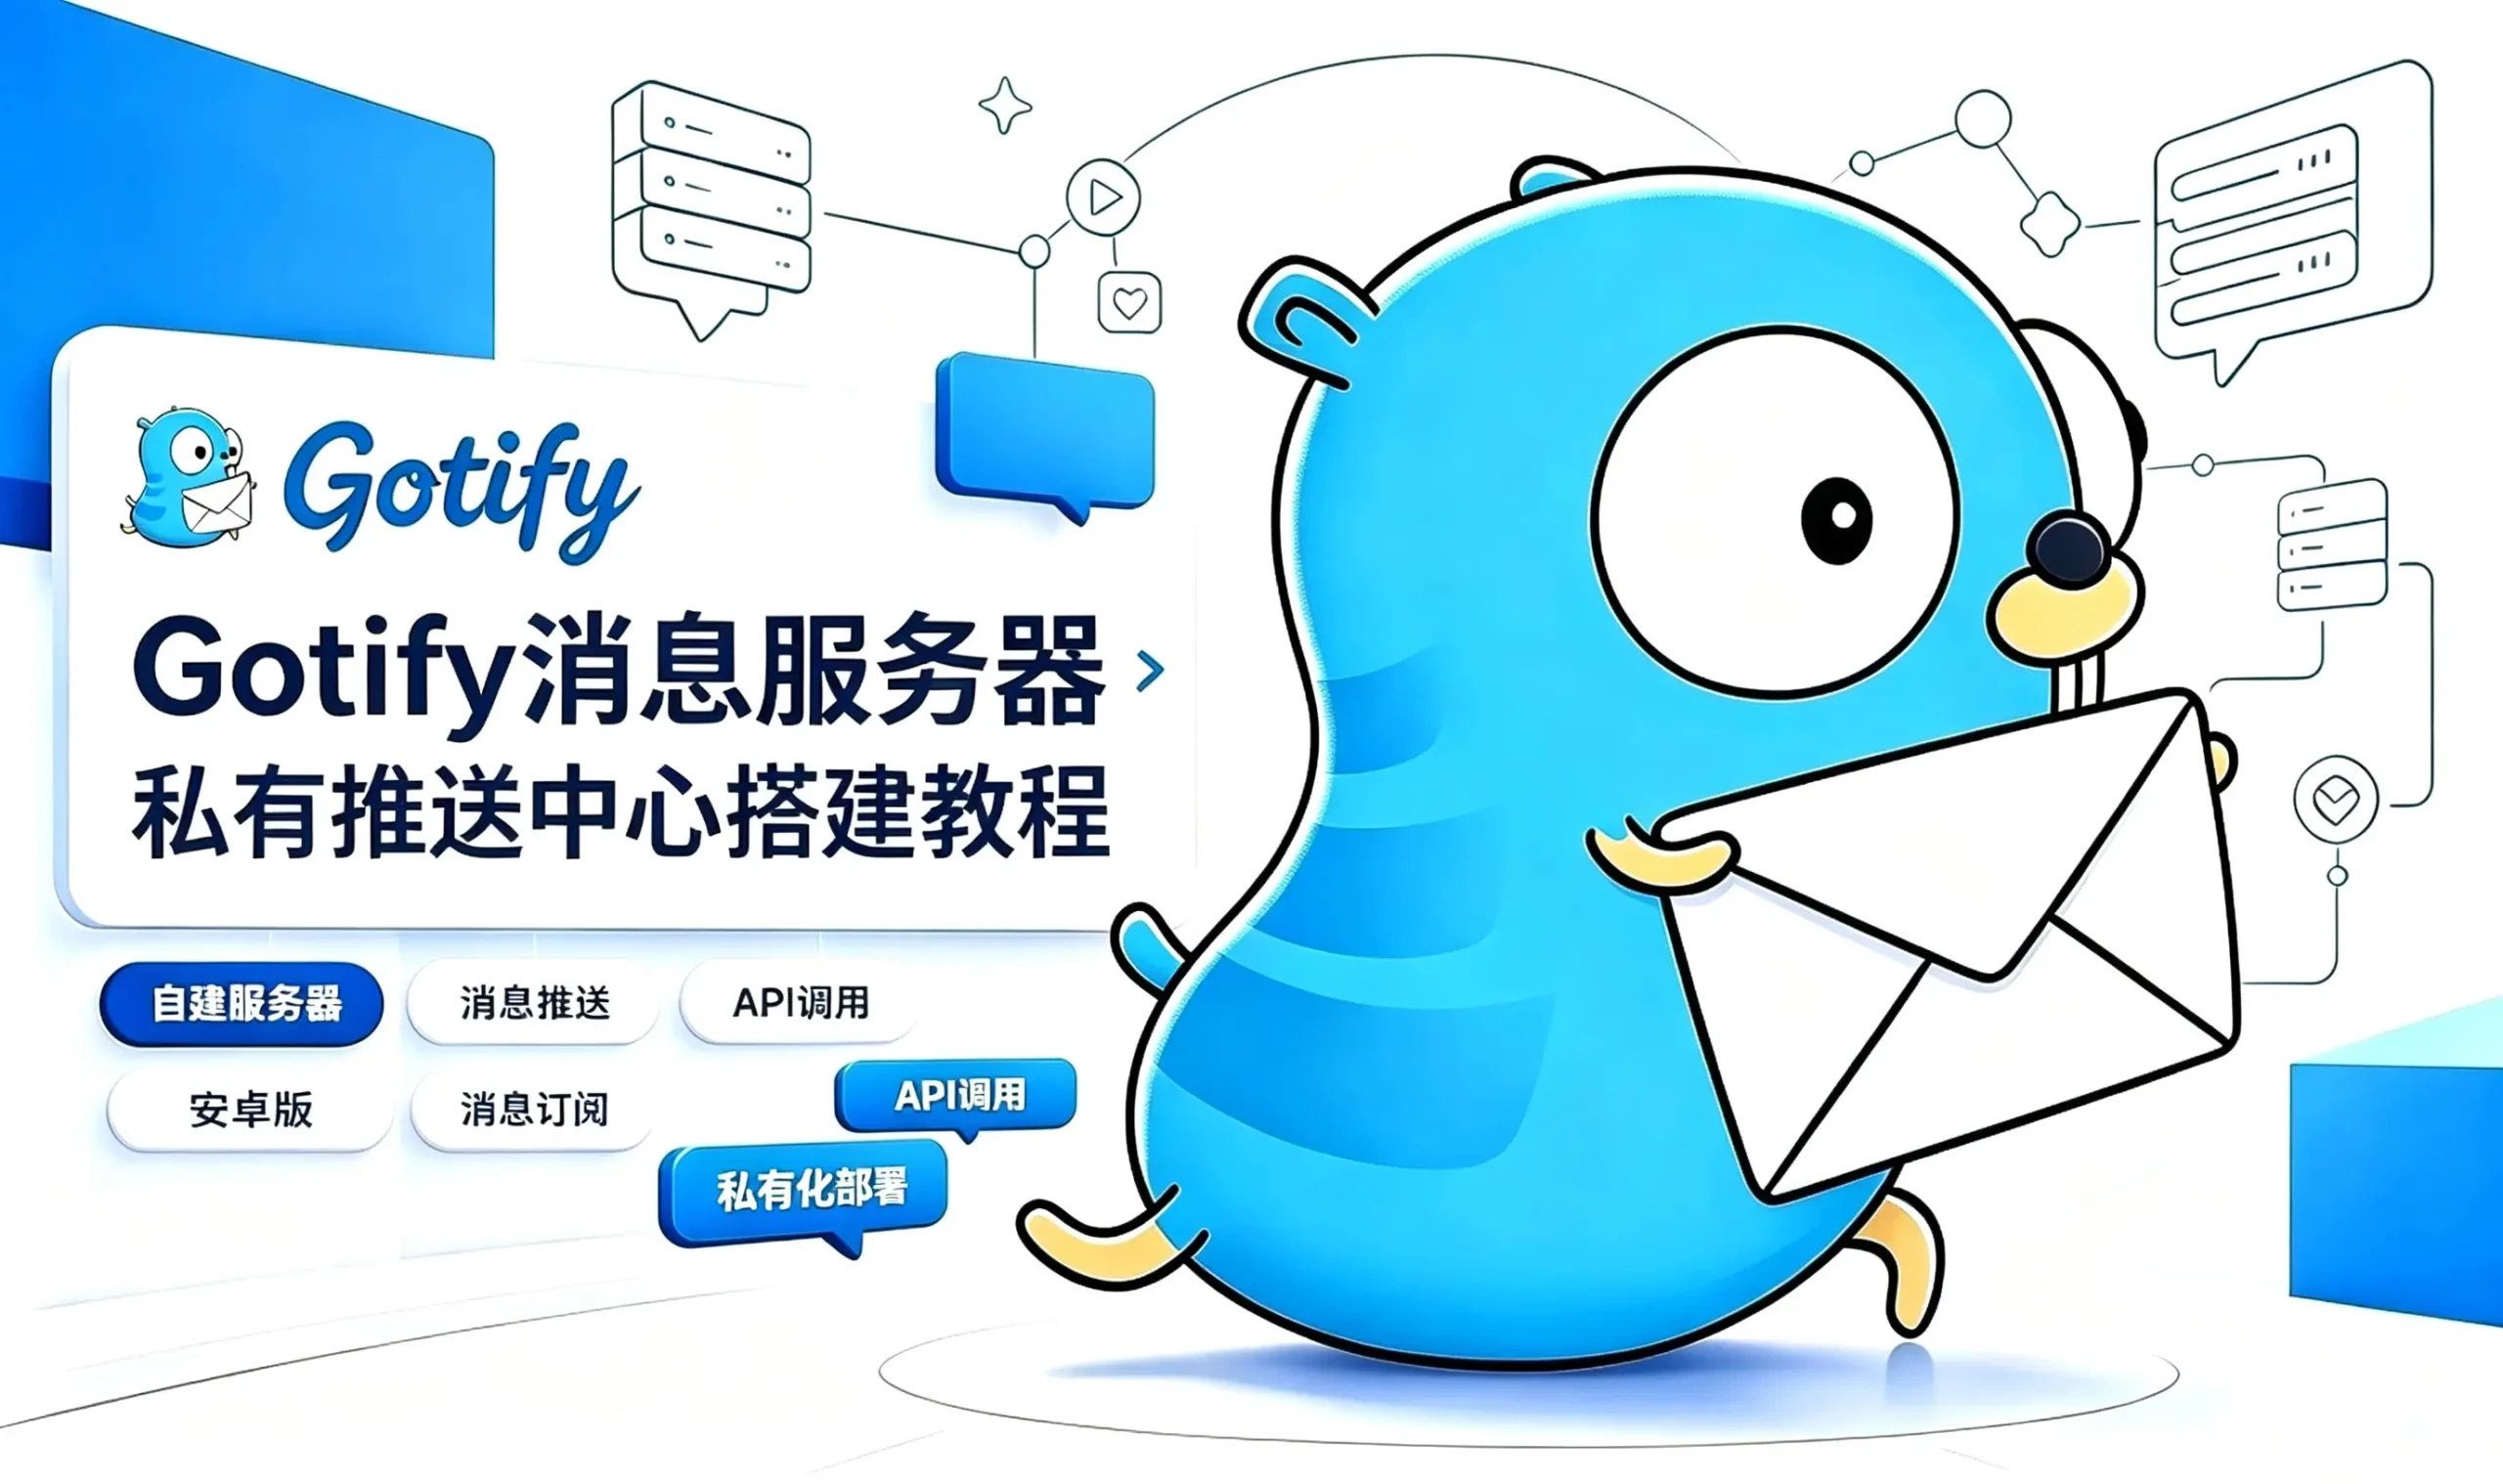 Gotify
Gotify消息服务器
私有推送中心搭建教程
自建服务器
消息推送
API调用
安卓版
消息订阅
API调用
私有化部署